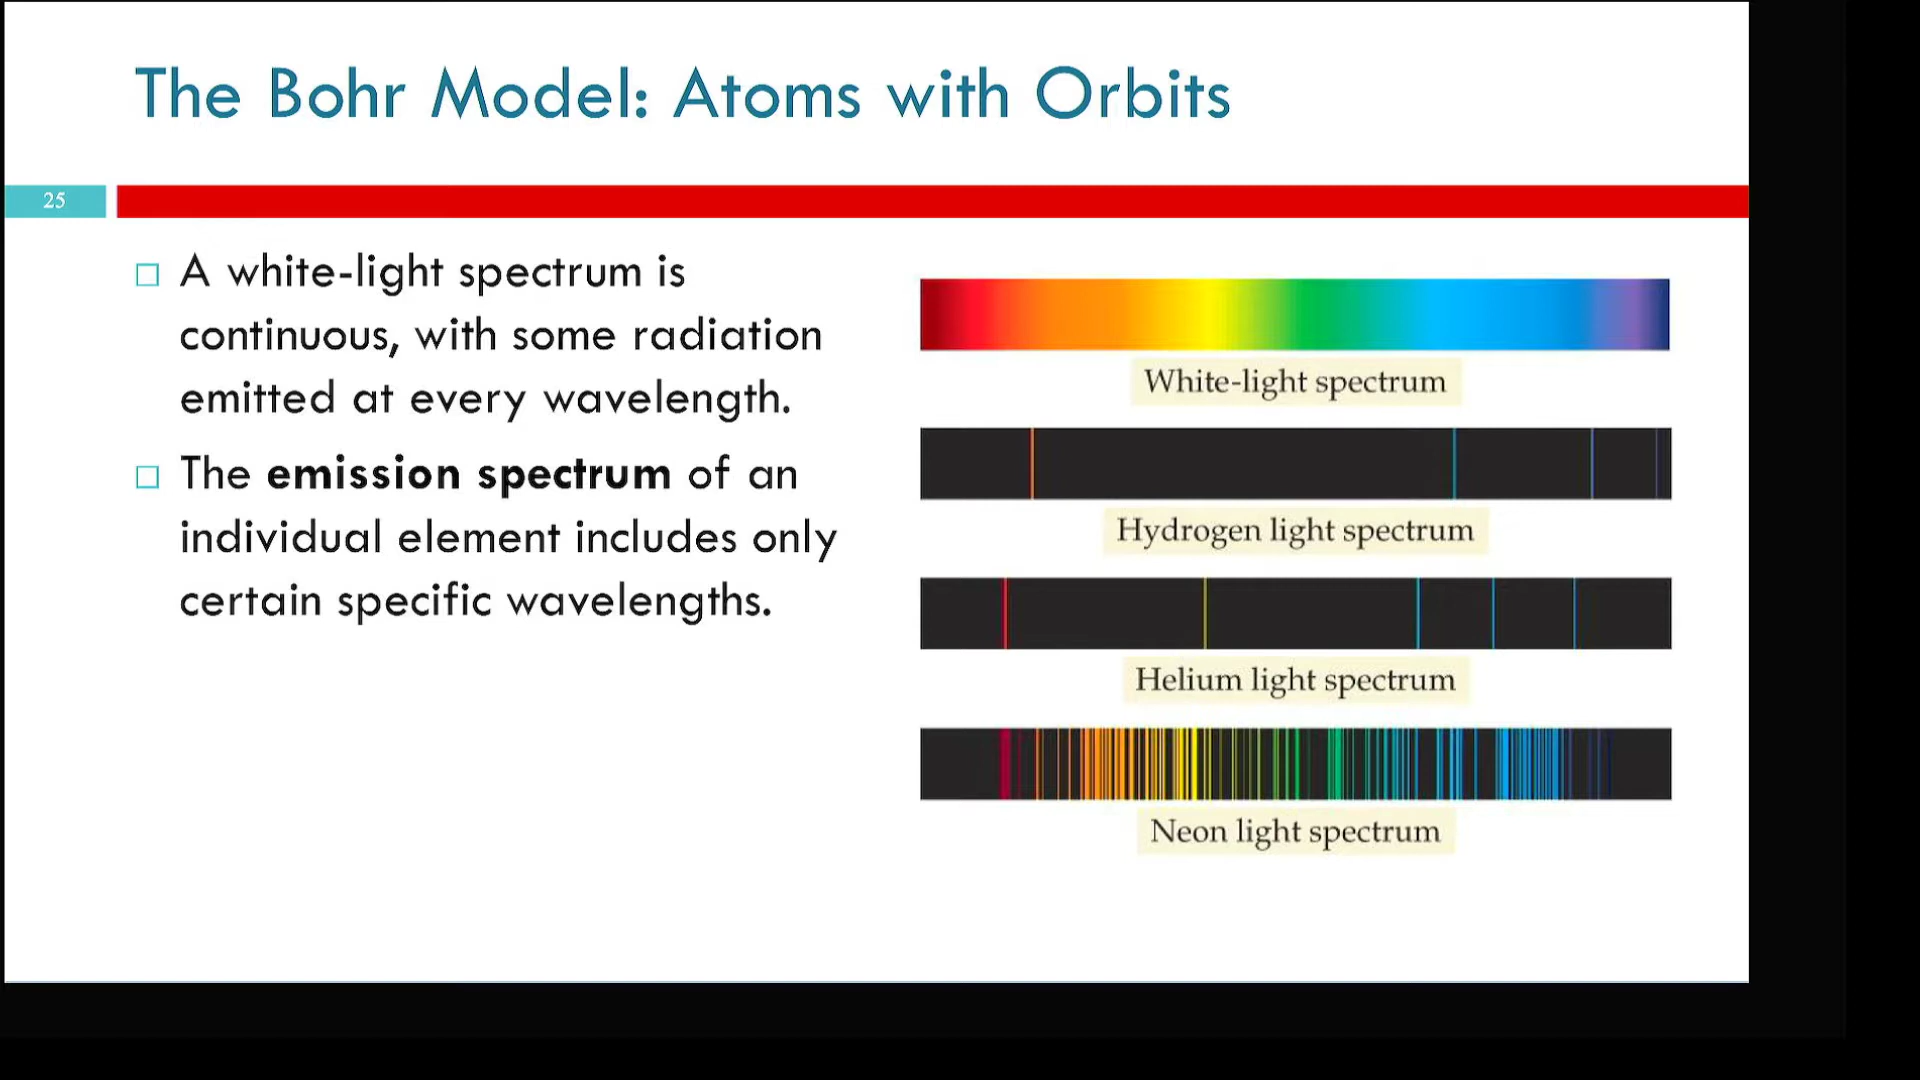 The Bohr Model: Atoms with Orbits
25
A white-light spectrum is
continuous, with some radiation
emitted at every wavelength.
The emission spectrum of an
individual element includes only
certain specific wavelengths.
White-light spectrum
Hydrogen light spectrum
Helium light spectrum
Neon light spectrum